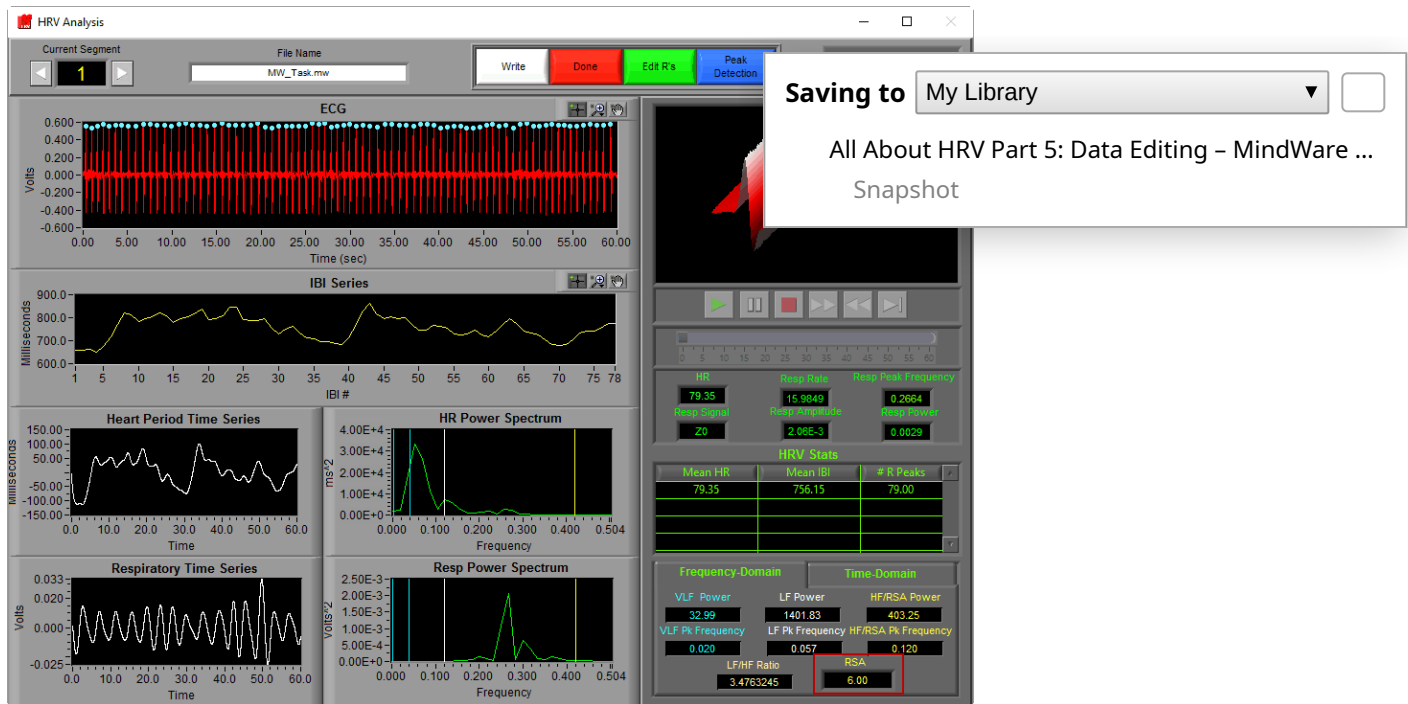 HRV Analysis
Current Segment
1
File Name
MW_Task.mw
Write
Done
Edit R's
Peak
Detection
Saving to
My Library
All About HRV Part 5: Data Editing – MindWare ...
Snapshot
ECG
Volts
0.600
0.400
0.200
0.000
-0.200
-0.400
-0.600
0.00 5.00 10.00 15.00 20.00 25.00 30.00 35.00 40.00 45.00 50.00 55.00 60.00
Time (sec)
IBI Series
Milliseconds
900.0
800.0
700.0
600.0
1 5 10 15 20 25 30 35 40 45 50 55 60 65 70 75 78
IBI #
Heart Period Time Series
Milliseconds
150.00
100.00
50.00
-50.00
-100.00
-150.00
0.0 10.0 20.0 30.0 40.0 50.0 60.0
Time
HR Power Spectrum
ms^2
4.00E+4
3.00E+4
2.00E+4
1.00E+4
0.00E+0
0.000 0.100 0.200 0.300 0.400 0.504
Frequency
Respiratory Time Series
Volts
0.033
0.020
0.000
-0.025
0.0 10.0 20.0 30.0 40.0 50.0 60.0
Time
Resp Power Spectrum
Volts^2
2.50E-3
2.00E-3
1.50E-3
1.00E-3
5.00E-4
0.00E+0
0.000 0.100 0.200 0.300 0.400 0.504
Frequency
0 5 10 15 20 25 30 35 40 45 50 55 60
HR Resp Rate Resp Peak Frequency
79.35 15.9849 0.2664
Resp Signal Resp Amplitude Resp Power
Z0 2.06E-3 0.0029
HRV Stats
Mean HR Mean IBI # R Peaks
79.35 756.15 79.00
Frequency-Domain Time-Domain
VLF Power LF Power HF/RSA Power
32.99 1401.83 403.25
VLF Pk Frequency LF Pk Frequency HF/RSA Pk Frequency
0.020 0.057 0.120
LF/HF Ratio RSA
3.4763245 6.00